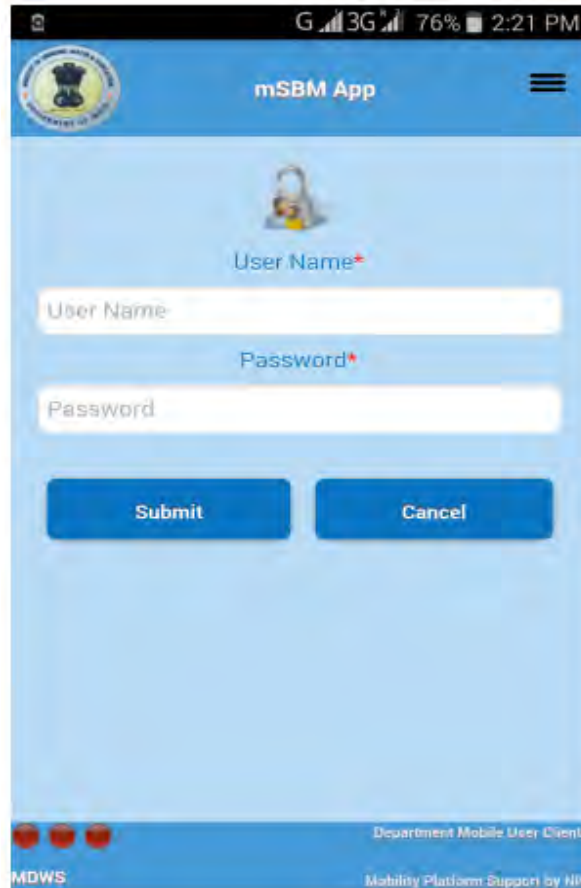 G 3G 76% 2:21 PM
mSBM App
User Name*
User Name
Password*
Password
Submit
Cancel
Department Mobile User Client
MDWS
Mobility Platform Support by NI